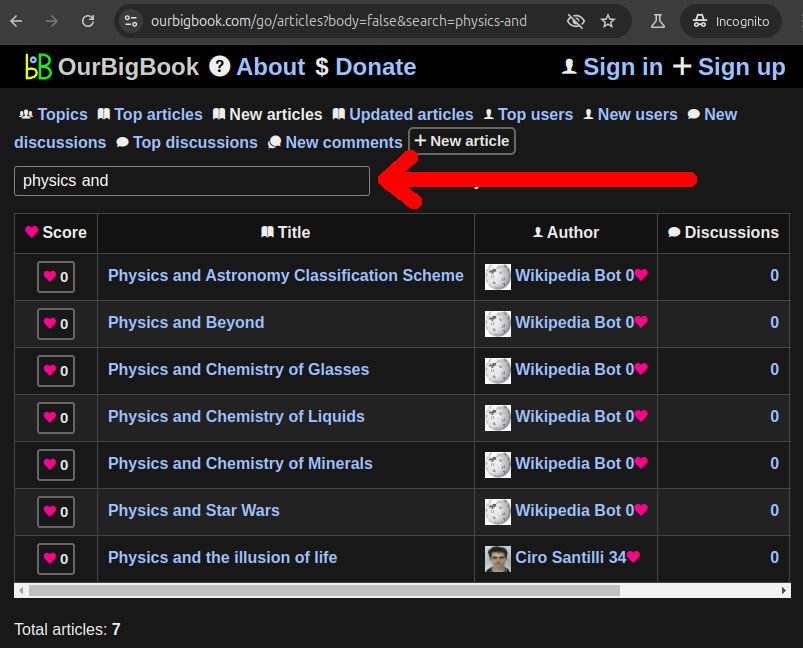 ourbigbook.com/go/articles?body=false&search=physics-and
Incognito
OurBigBook ? About $ Donate
Sign in + Sign up
Topics Top articles New articles Updated articles Top users New users New
discussions Top discussions New comments + New article
physics and
Score Title Author Discussions
0 Physics and Astronomy Classification Scheme Wikipedia Bot 0 0
0 Physics and Beyond Wikipedia Bot 0 0
0 Physics and Chemistry of Glasses Wikipedia Bot 0 0
0 Physics and Chemistry of Liquids Wikipedia Bot 0 0
0 Physics and Chemistry of Minerals Wikipedia Bot 0 0
0 Physics and Star Wars Wikipedia Bot 0 0
0 Physics and the illusion of life Ciro Santilli 34 0
Total articles: 7